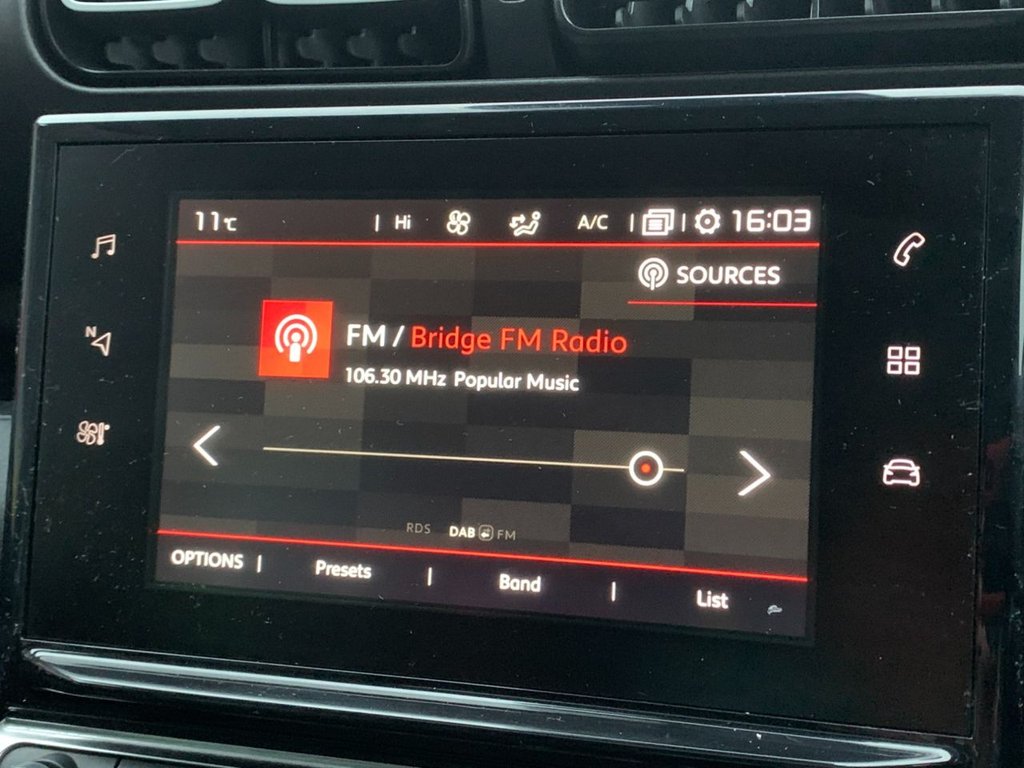 11℃ | Hi A/C | | 16:03
SOURCES
FM / Bridge FM Radio
106.30 MHz Popular Music
N
RDS DAB FM
OPTIONS | Presets | Band | List